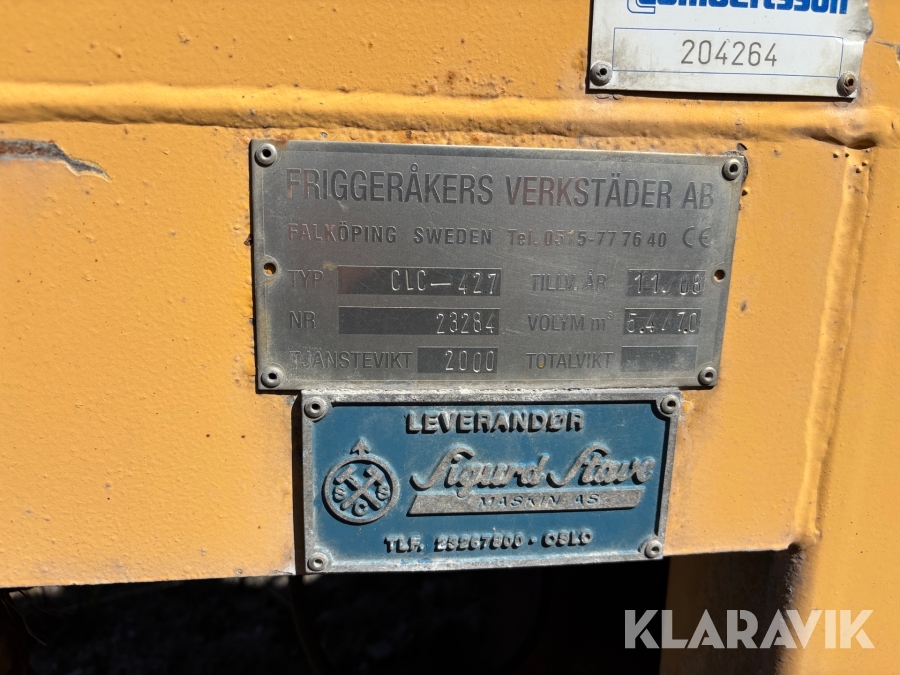 204264
FRIGGERÅKERS VERKSTÄDER AB
FALKÖPING SWEDEN Tel. 0515-77 76 40 CE
TYP CLC-427 TILLV. ÅR 11/08
NR 23284 VOLYM m³ 5.4/7.0
TJÄNSTEVIKT 2000 TOTALVIKT
LEVERANDØR
Sigurd Stave
MASKIN AS
TLF. 23267800 · OSLO
KLARAVIK